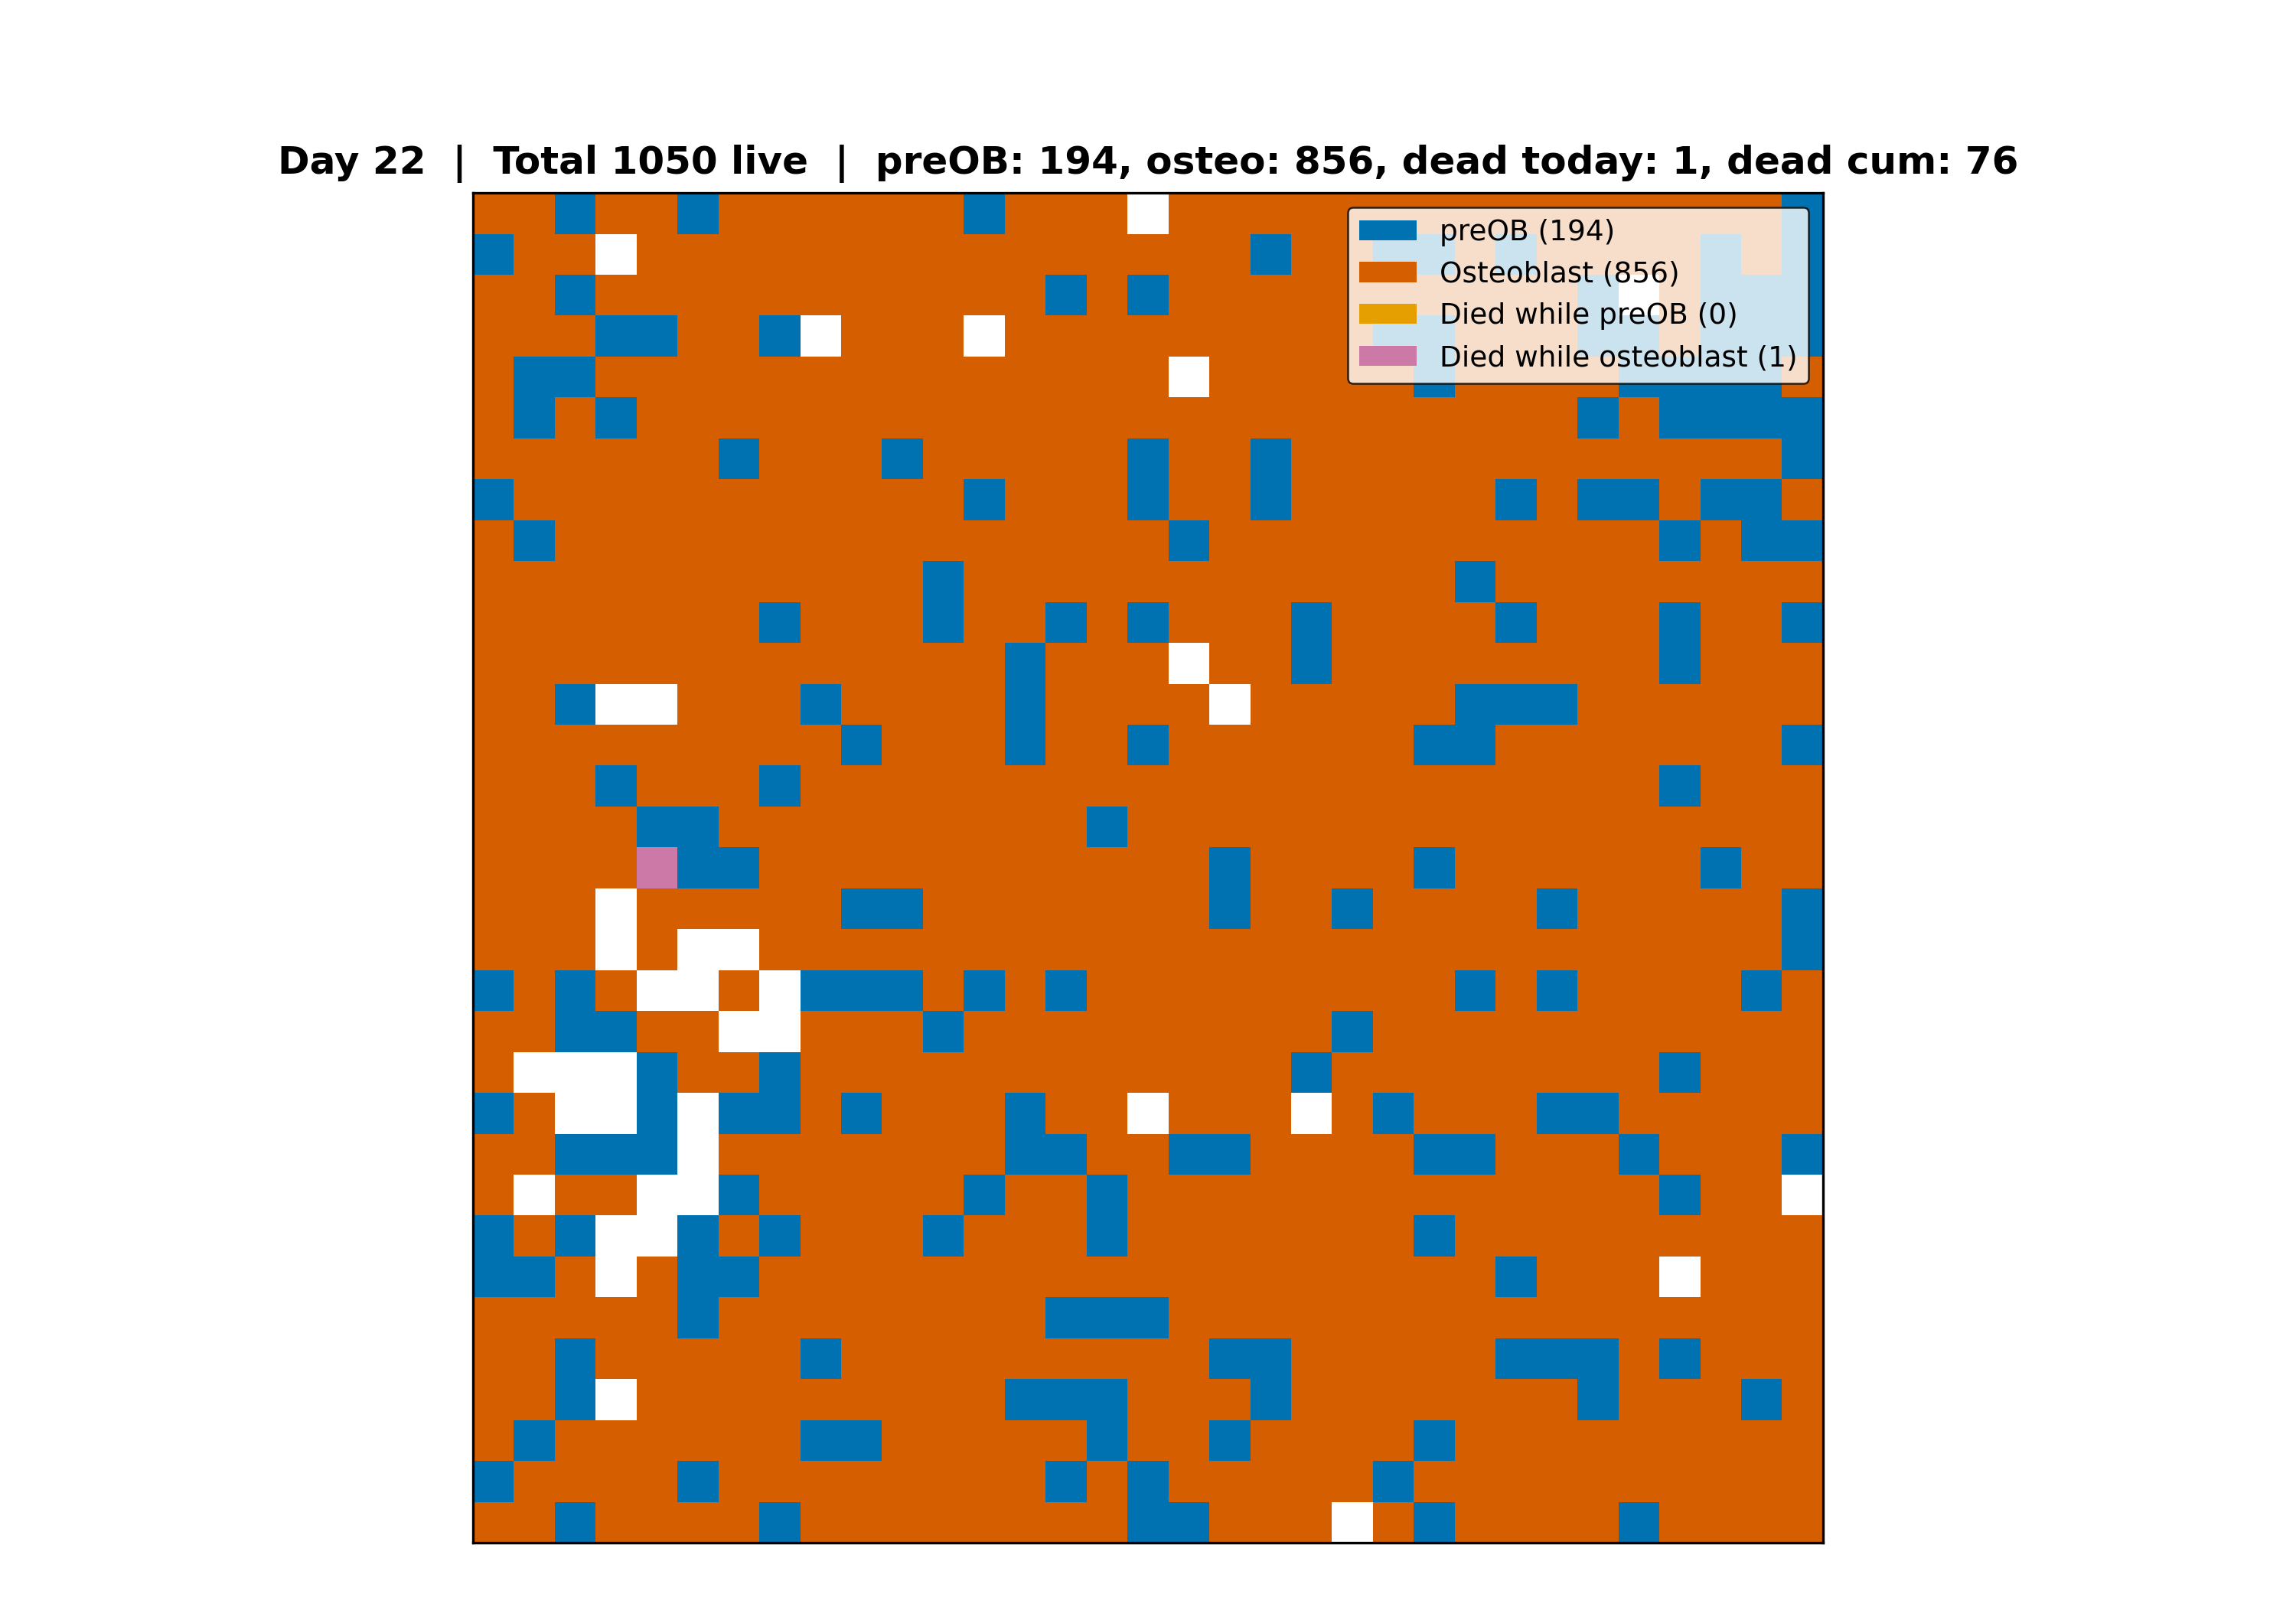 Day 22 | Total 1050 live | preOB: 194, osteo: 856, dead today: 1, dead cum: 76
preOB (194)
Osteoblast (856)
Died while preOB (0)
Died while osteoblast (1)